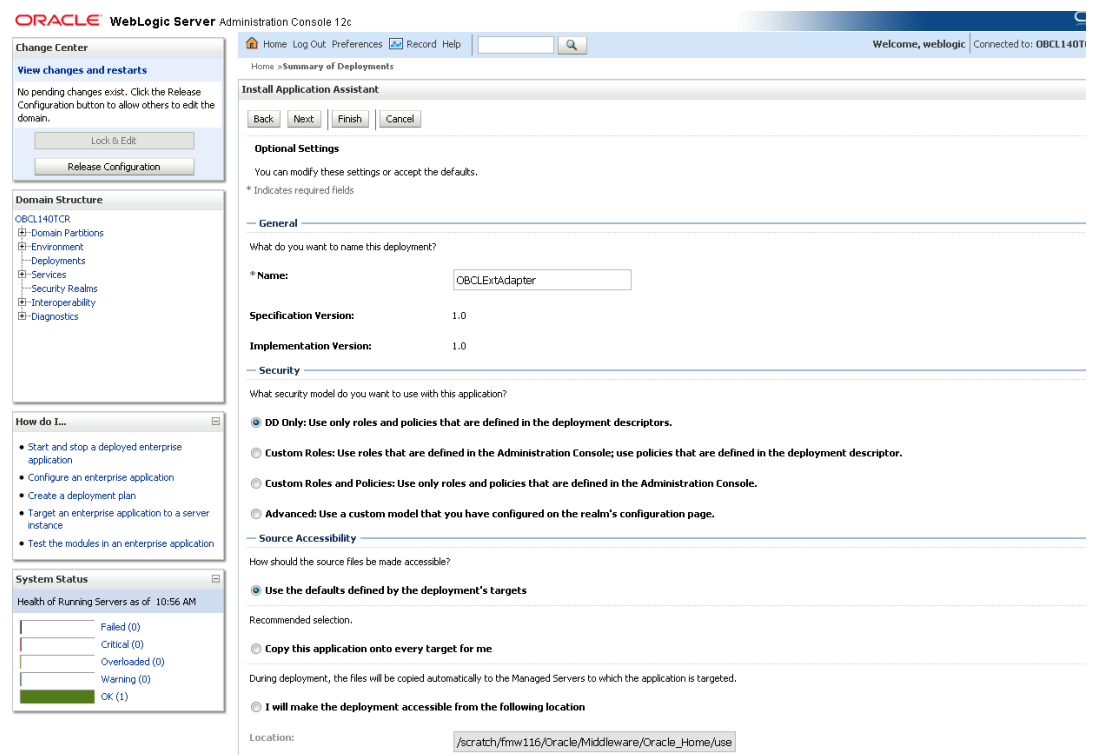 ORACLE WebLogic Server Administration Console 12c
Change Center
View changes and restarts
No pending changes exist. Click the Release
Configuration button to allow others to edit the
domain.
Lock & Edit
Release Configuration
Domain Structure
OBCL140TCR
Domain Partitions
Environment
Deployments
Services
Security Realms
Interoperability
Diagnostics
How do I...
Start and stop a deployed enterprise
application
Configure an enterprise application
Create a deployment plan
Target an enterprise application to a server
instance
Test the modules in an enterprise application
System Status
Health of Running Servers as of 10:56 AM
Failed (0)
Critical (0)
Overloaded (0)
Warning (0)
OK (1)
Home Log Out Preferences Record Help
Welcome, weblogic Connected to: OBCL140T
Home >Summary of Deployments
Install Application Assistant
Back Next Finish Cancel
Optional Settings
You can modify these settings or accept the defaults.
* Indicates required fields
General
What do you want to name this deployment?
* Name: OBCLExtAdapter
Specification Version: 1.0
Implementation Version: 1.0
Security
What security model do you want to use with this application?
DD Only: Use only roles and policies that are defined in the deployment descriptors.
Custom Roles: Use roles that are defined in the Administration Console; use policies that are defined in the deployment descriptor.
Custom Roles and Policies: Use only roles and policies that are defined in the Administration Console.
Advanced: Use a custom model that you have configured on the realm's configuration page.
Source Accessibility
How should the source files be made accessible?
Use the defaults defined by the deployment's targets
Recommended selection.
Copy this application onto every target for me
During deployment, the files will be copied automatically to the Managed Servers to which the application is targeted.
I will make the deployment accessible from the following location
Location: /scratch/fmw116/Oracle/Middleware/Oracle_Home/use